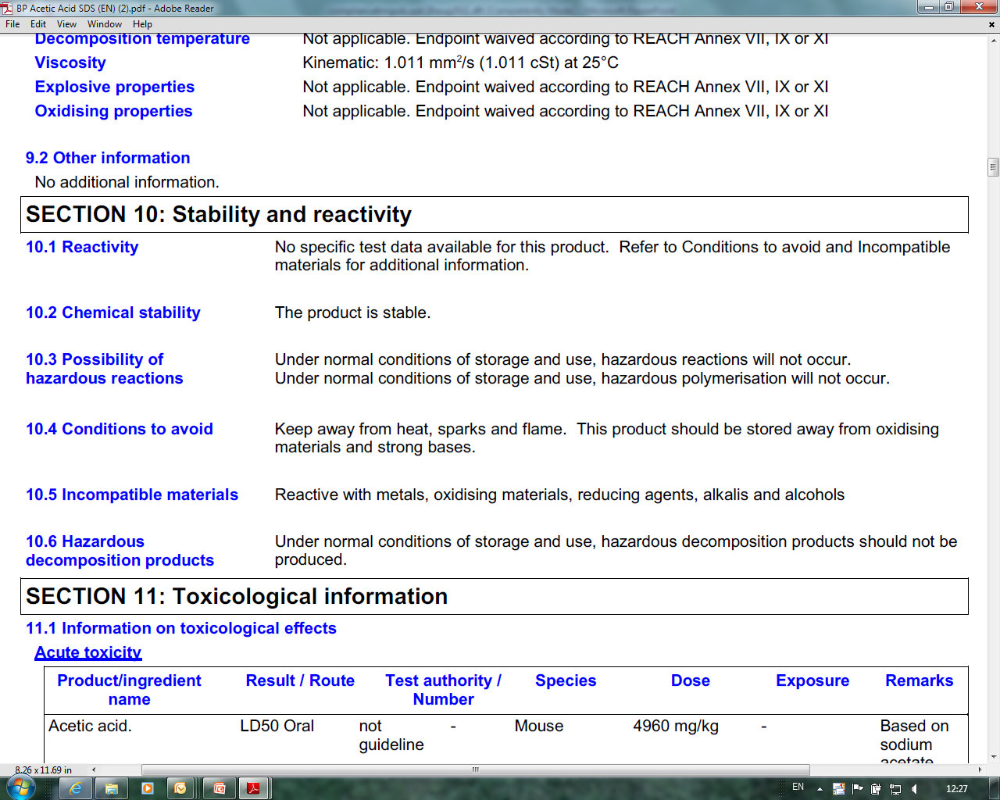 BP Acetic Acid SDS (EN) (2).pdf - Adobe Reader
File Edit View Window Help
Decomposition temperature Not applicable. Endpoint waived according to REACH Annex VII, IX or XI
Viscosity Kinematic: 1.011 mm²/s (1.011 cSt) at 25°C
Explosive properties Not applicable. Endpoint waived according to REACH Annex VII, IX or XI
Oxidising properties Not applicable. Endpoint waived according to REACH Annex VII, IX or XI
9.2 Other information
No additional information.
SECTION 10: Stability and reactivity
10.1 Reactivity No specific test data available for this product. Refer to Conditions to avoid and Incompatible
materials for additional information.
10.2 Chemical stability The product is stable.
10.3 Possibility of Under normal conditions of storage and use, hazardous reactions will not occur.
hazardous reactions Under normal conditions of storage and use, hazardous polymerisation will not occur.
10.4 Conditions to avoid Keep away from heat, sparks and flame. This product should be stored away from oxidising
materials and strong bases.
10.5 Incompatible materials Reactive with metals, oxidising materials, reducing agents, alkalis and alcohols
10.6 Hazardous Under normal conditions of storage and use, hazardous decomposition products should not be
decomposition products produced.
SECTION 11: Toxicological information
11.1 Information on toxicological effects
Acute toxicity
Product/ingredient Result / Route Test authority / Species Dose Exposure Remarks
name Number
Acetic acid. LD50 Oral not - Mouse 4960 mg/kg - Based on
guideline sodium
acetate
8.26 x 11.69 in
EN 12:27